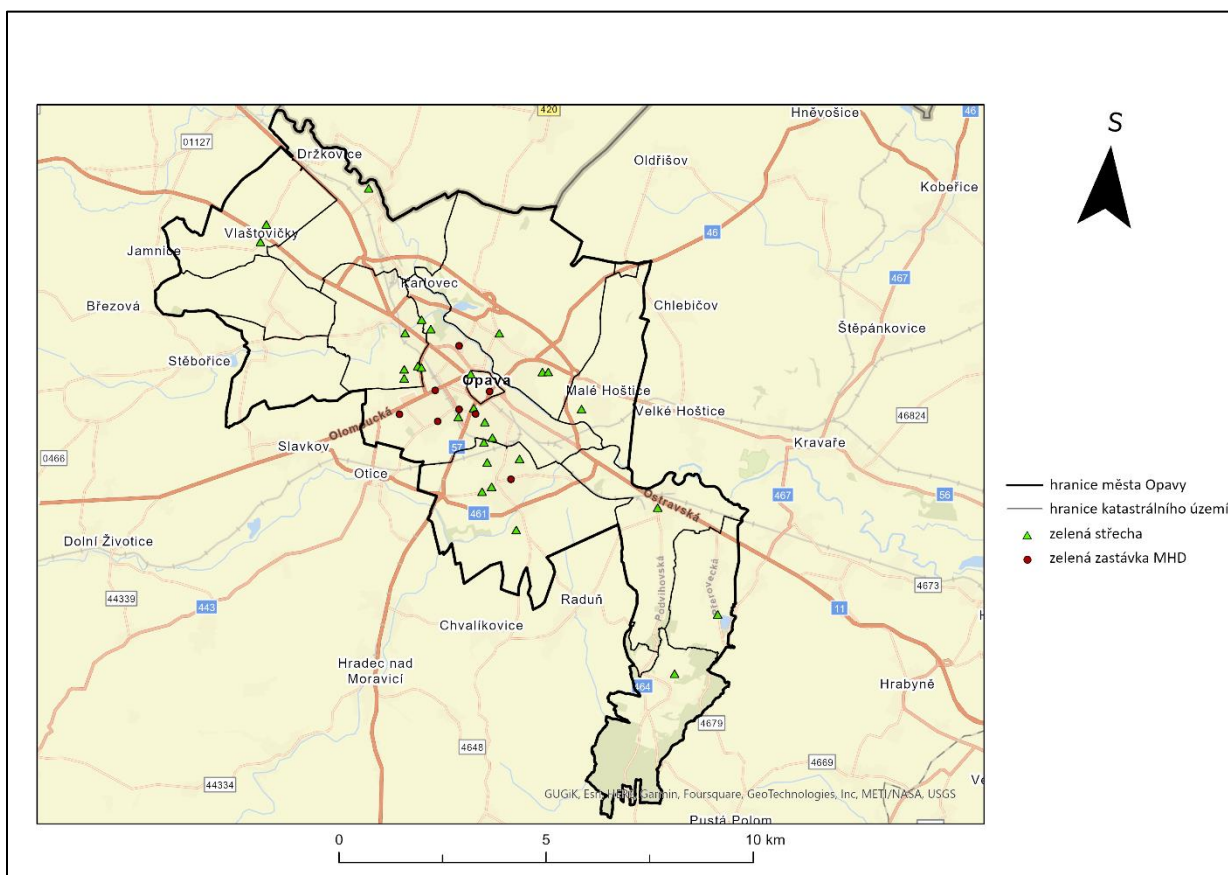 420
46
Hněvošice
S
01127
Držkovice
Oldřišov
Kobeřice
Vlaštovičky
46
Jamnice
467
Karlovec
Březová
Chlebičov
Štěpánkovice
Stěbořice
Opava
Malé Hoštice
Velké Hoštice
46824
Olomoucká
Kravaře
Slavkov
57
0466
Otice
467
56
hranice města Opavy
Ostravská
461
hranice katastrálního území
zelená střecha
Dolní Životice
zelená zastávka MHD
Podvihovská
4673
44339
443
Raduň
11
Chvalíkovice
Hradec nad
Moravicí
464
Hrabyně
4679
4648
4669
44334
GUGiK, Esri, HERE, Garmin, Foursquare, GeoTechnologies, Inc, METI/NASA, USGS
Pustá Polom
0 5 10 km